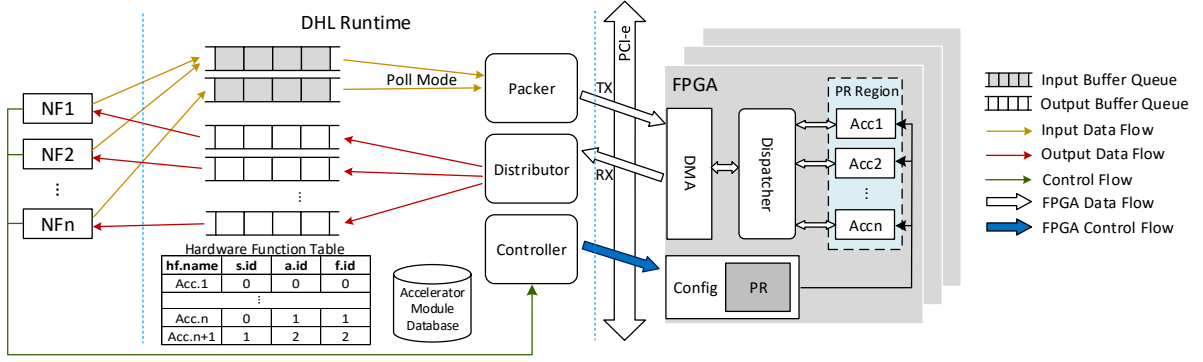 DHL Runtime
NF1
NF2
⋮
NFn
Poll Mode
Packer
Distributor
Controller
⋮
Hardware Function Table
hf.name s.id a.id f.id
Acc.1 0 0 0
⋮
Acc.n 0 1 1
Acc.n+1 1 2 2
Accelerator
Module
Database
PCI-e
TX
RX
FPGA
DMA
Dispatcher
PR Region
Acc1
Acc2
⋮
Accn
Config
PR
Input Buffer Queue
Output Buffer Queue
Input Data Flow
Output Data Flow
Control Flow
FPGA Data Flow
FPGA Control Flow